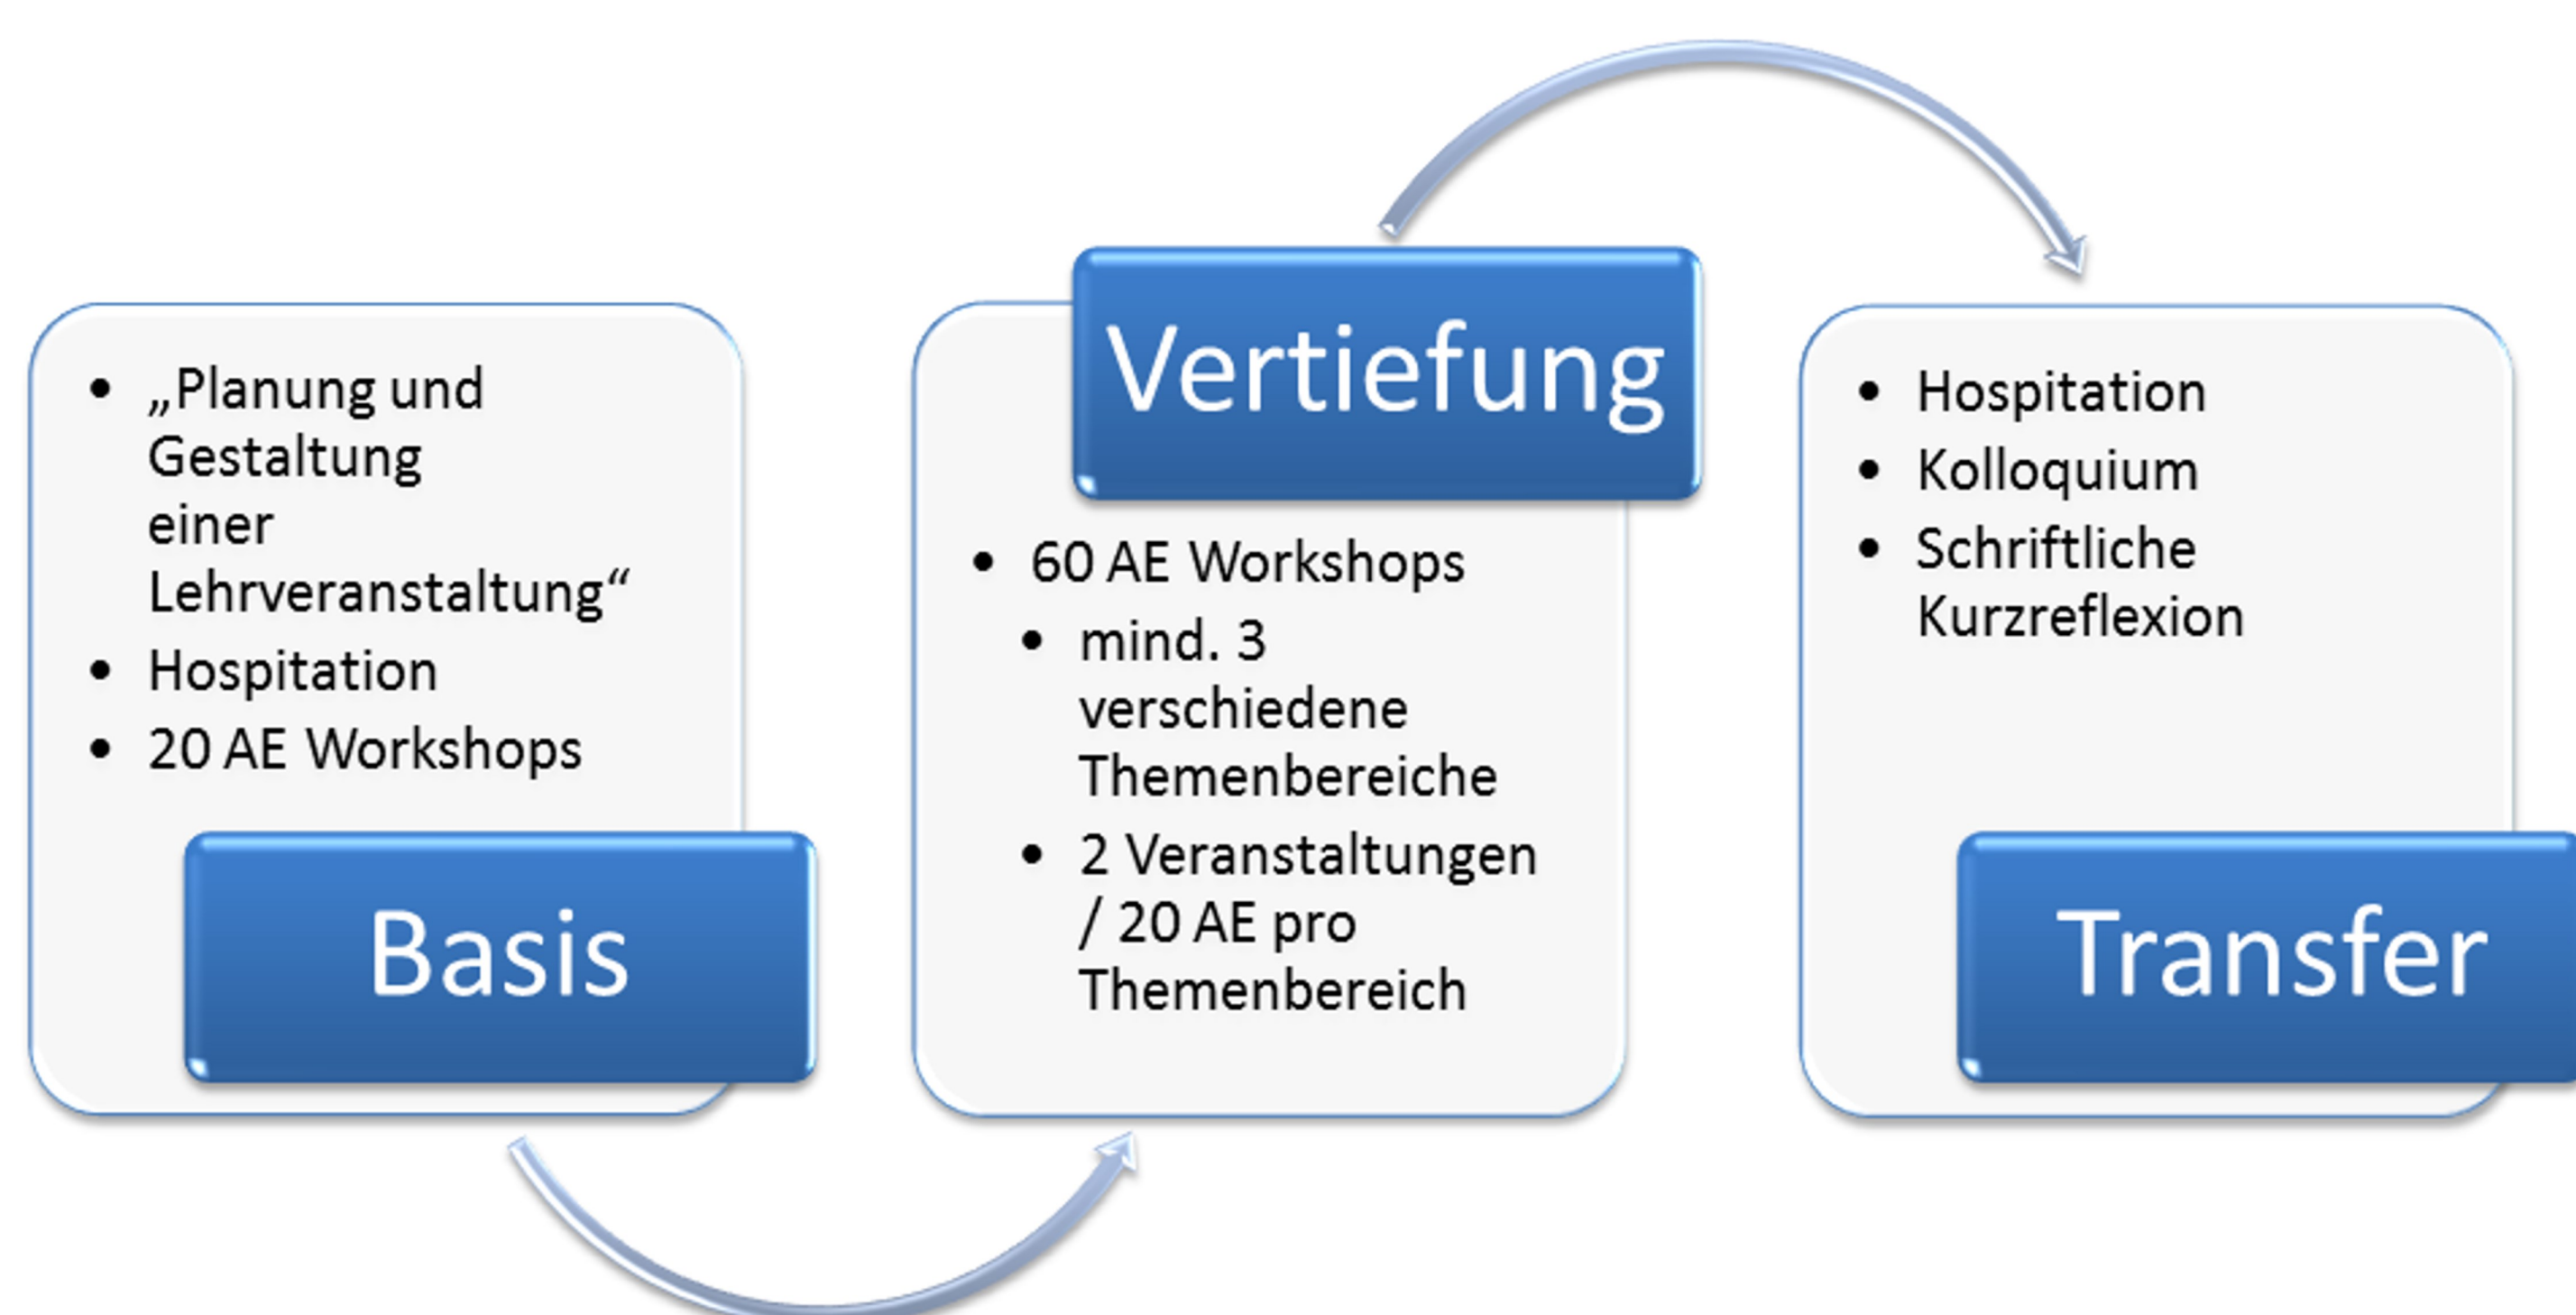 • „Planung und
Gestaltung
einer
Lehrveranstaltung“
• Hospitation
• 20 AE Workshops
Basis
Vertiefung
• 60 AE Workshops
• mind. 3
verschiedene
Themenbereiche
• 2 Veranstaltungen
/ 20 AE pro
Themenbereich
• Hospitation
• Kolloquium
• Schriftliche
Kurzreflexion
Transfer